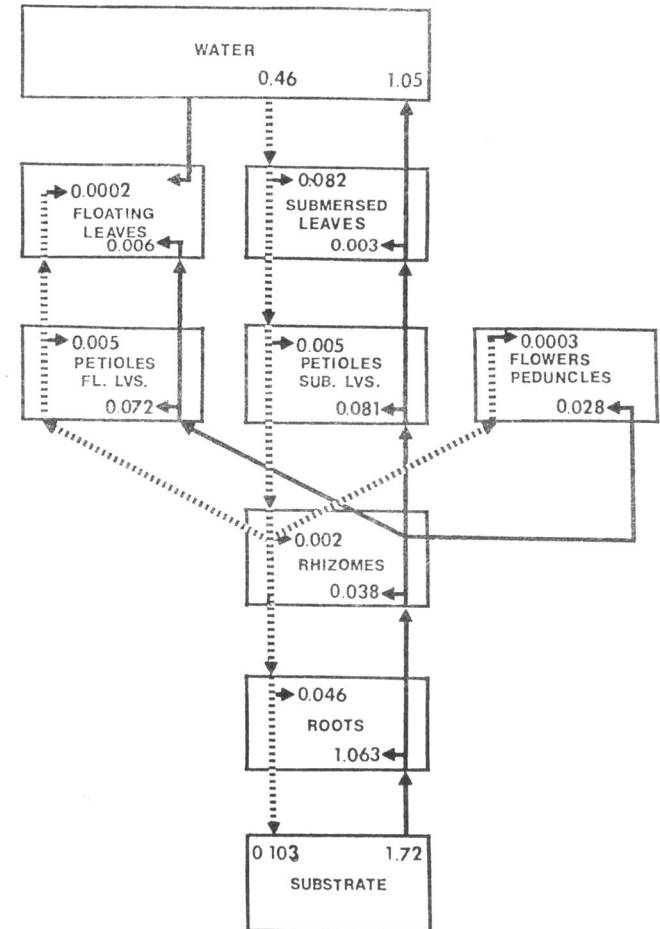 WATER
0.46 1.05
0.0002
FLOATING
LEAVES
0.006
0.082
SUBMERSED
LEAVES
0.003
0.005
PETIOLES
FL. LVS.
0.072
0.005
PETIOLES
SUB. LVS.
0.081
0.0003
FLOWERS
PEDUNCLES
0.028
0.002
RHIZOMES
0.038
0.046
ROOTS
1.063
0 103 1.72
SUBSTRATE